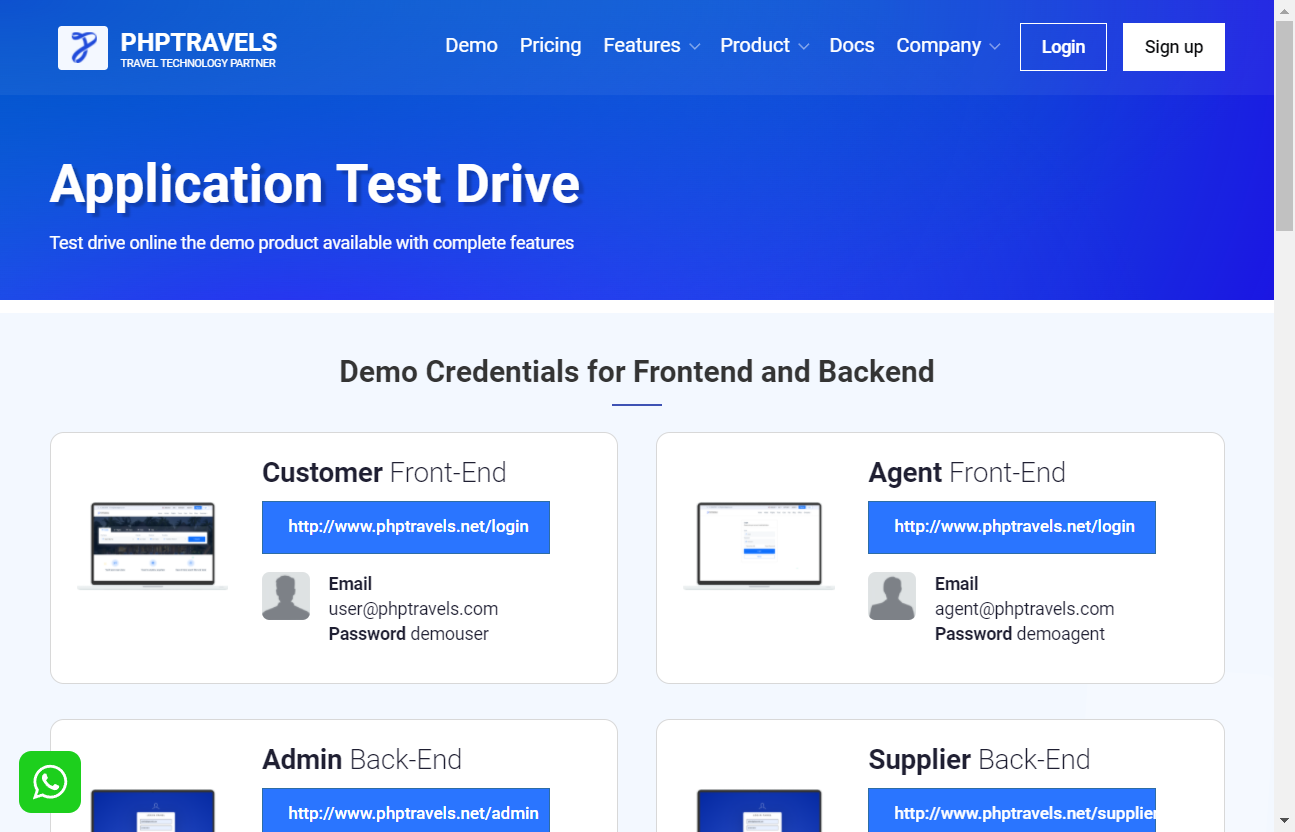 PHPTRAVELS
TRAVEL TECHNOLOGY PARTNER
Demo Pricing Features Product Docs Company Login Sign up
Application Test Drive
Test drive online the demo product available with complete features
Demo Credentials for Frontend and Backend
Customer Front-End
http://www.phptravels.net/login
Email
user@phptravels.com
Password demouser
Agent Front-End
http://www.phptravels.net/login
Email
agent@phptravels.com
Password demoagent
Admin Back-End
http://www.phptravels.net/admin
Supplier Back-End
http://www.phptravels.net/supplier